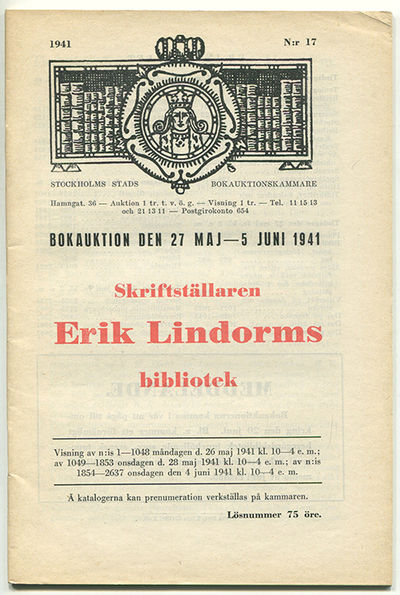 1941 N:r 17
STOCKHOLMS STADS BOKAUKTIONSKAMMARE
Hamngat. 36 — Auktion 1 tr. t. v. ö. g. — Visning 1 tr. — Tel. 11 15 13
och 21 13 11 — Postgirokonto 654
BOKAUKTION DEN 27 MAJ—5 JUNI 1941
Skriftställaren
Erik Lindorms
bibliotek
Visning av n:is 1—1048 måndagen d. 26 maj 1941 kl. 10—4 e. m.;
av 1049—1853 onsdagen d. 28 maj 1941 kl. 10—4 e. m.; av n:is
1854—2637 onsdagen den 4 juni 1941 kl. 10—4 e. m.
Å katalogerna kan prenumeration verkställas på kammaren.
Lösnummer 75 öre.